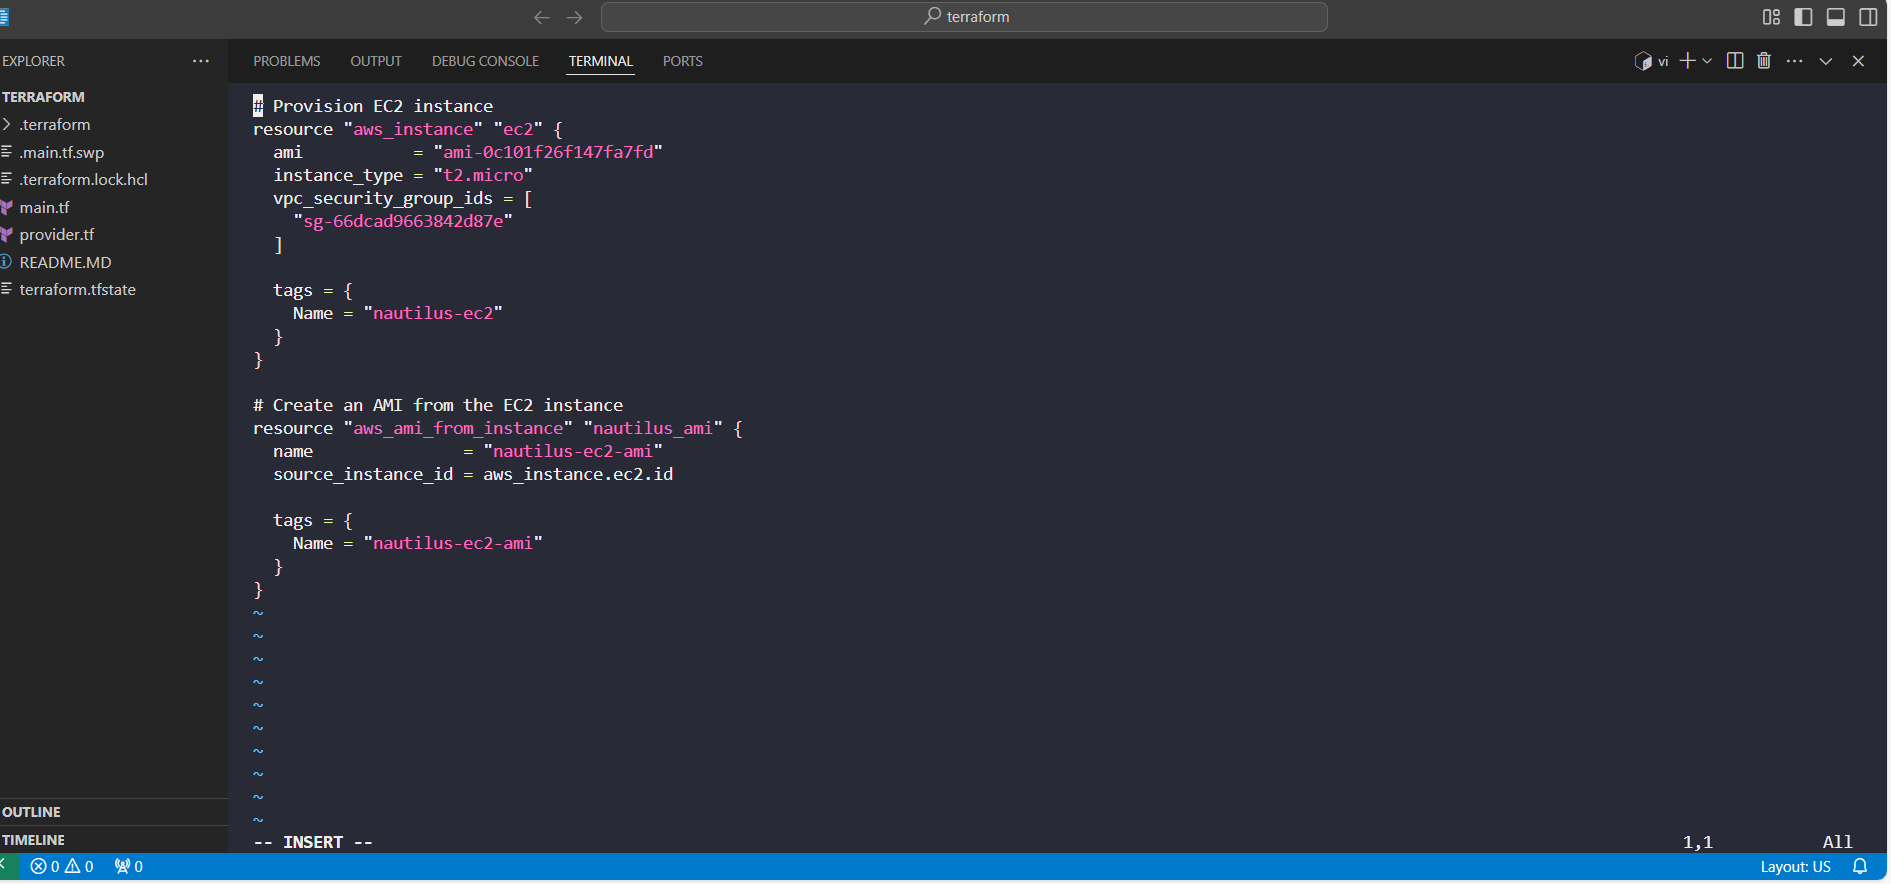 terraform
EXPLORER
PROBLEMS OUTPUT DEBUG CONSOLE TERMINAL PORTS
vi
TERRAFORM
.terraform
.main.tf.swp
.terraform.lock.hcl
main.tf
provider.tf
README.MD
terraform.tfstate
OUTLINE
TIMELINE
# Provision EC2 instance
resource "aws_instance" "ec2" {
  ami           = "ami-0c101f26f147fa7fd"
  instance_type = "t2.micro"
  vpc_security_group_ids = [
    "sg-66dcad9663842d87e"
  ]
  tags = {
    Name = "nautilus-ec2"
  }
}
# Create an AMI from the EC2 instance
resource "aws_ami_from_instance" "nautilus_ami" {
  name               = "nautilus-ec2-ami"
  source_instance_id = aws_instance.ec2.id
  tags = {
    Name = "nautilus-ec2-ami"
  }
}
~
~
~
~
~
~
~
~
~
~
-- INSERT -- 1,1 All
0 0 0 Layout: US